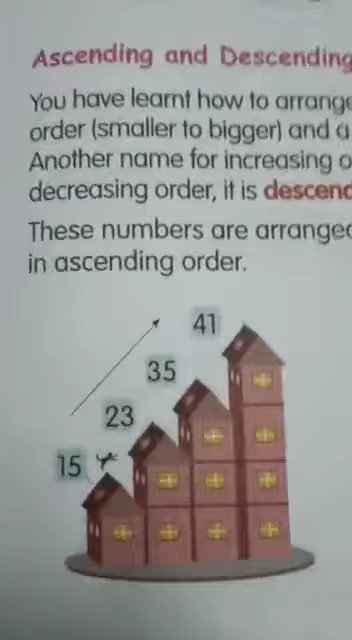 Ascending and Descending
You have learnt how to arrange
order (smaller to bigger) and a
Another name for increasing o
decreasing order, it is descend
These numbers are arranged
in ascending order.
41
35
23
15